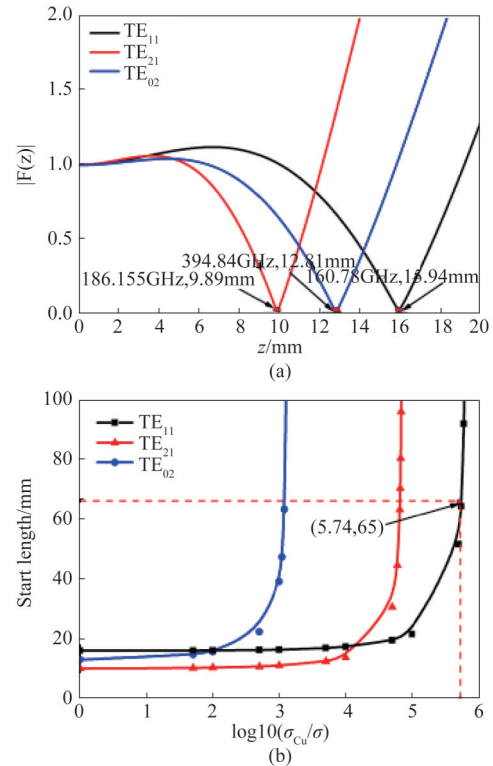 2.0
1.5
1.0
0.5
0.0
|F(z)|
TE11
TE21
TE02
394.84GHz,12.81mm
186.155GHz,9.89mm
160.78GHz,15.94mm
0 2 4 6 8 10 12 14 16 18 20
z/mm
(a)
100
80
60
40
20
0
Start length/mm
TE11
TE21
TE02
(5.74,65)
0 1 2 3 4 5 6
log10(σCu/σ)
(b)